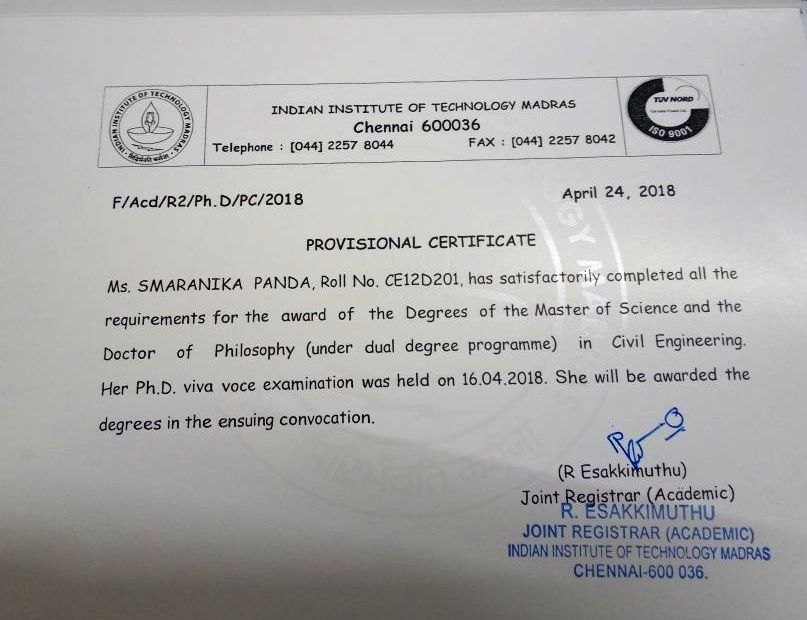 INDIAN INSTITUTE OF TECHNOLOGY MADRAS
INDIAN INSTITUTE OF TECHNOLOGY MADRAS
Chennai 600036
Telephone : [044] 2257 8044 FAX : [044] 2257 8042
TUV NORD
ISO 9001
F/Acd/R2/Ph.D/PC/2018 April 24, 2018
PROVISIONAL CERTIFICATE
Ms. SMARANIKA PANDA, Roll No. CE12D201, has satisfactorily completed all the
requirements for the award of the Degrees of the Master of Science and the
Doctor of Philosophy (under dual degree programme) in Civil Engineering.
Her Ph.D. viva voce examination was held on 16.04.2018. She will be awarded the
degrees in the ensuing convocation.
(R Esakkimuthu)
Joint Registrar (Academic)
R. ESAKKIMUTHU
JOINT REGISTRAR (ACADEMIC)
INDIAN INSTITUTE OF TECHNOLOGY MADRAS
CHENNAI-600 036.